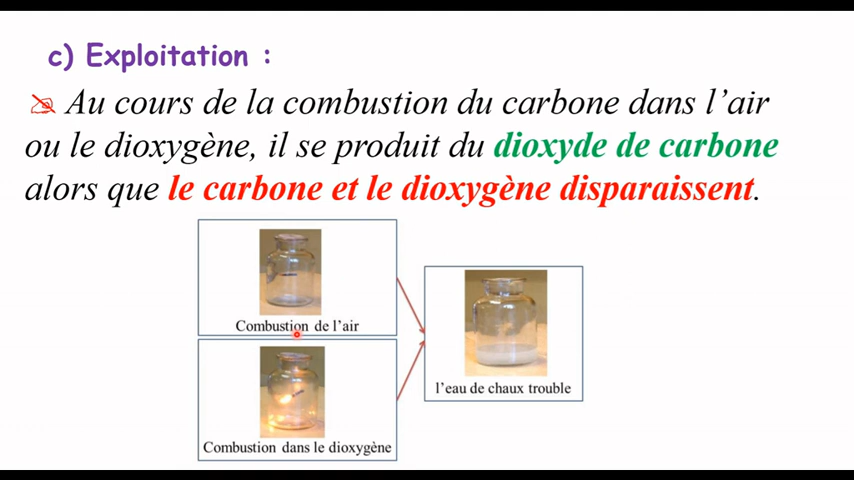 c) Exploitation :
Au cours de la combustion du carbone dans l’air
ou le dioxygène, il se produit du dioxyde de carbone
alors que le carbone et le dioxygène disparaissent.
Combustion de l’air
l’eau de chaux trouble
Combustion dans le dioxygène